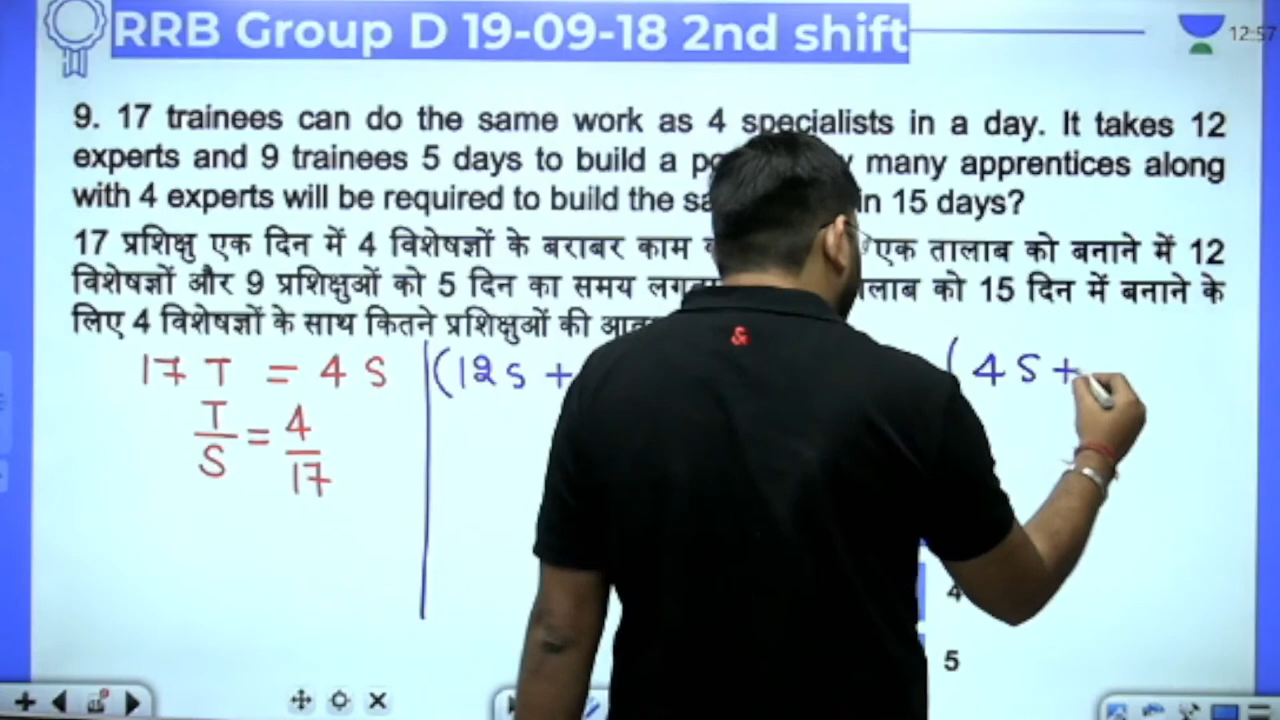 RRB Group D 19-09-18 2nd shift
12:57
9. 17 trainees can do the same work as 4 specialists in a day. It takes 12
experts and 9 trainees 5 days to build a many apprentices along
with 4 experts will be required to build the in 15 days?
17 प्रशिक्षु एक दिन में 4 विशेषज्ञों के बराबर काम एक तालाब को बनाने में 12
विशेषज्ञों और 9 प्रशिक्षुओं को 5 दिन का समय को 15 दिन में बनाने के
लिए 4 विशेषज्ञों के साथ कितने प्रशिक्षुओं की
17 T = 4 S (12 S + (4 S +
T/S = 4/17
4
5